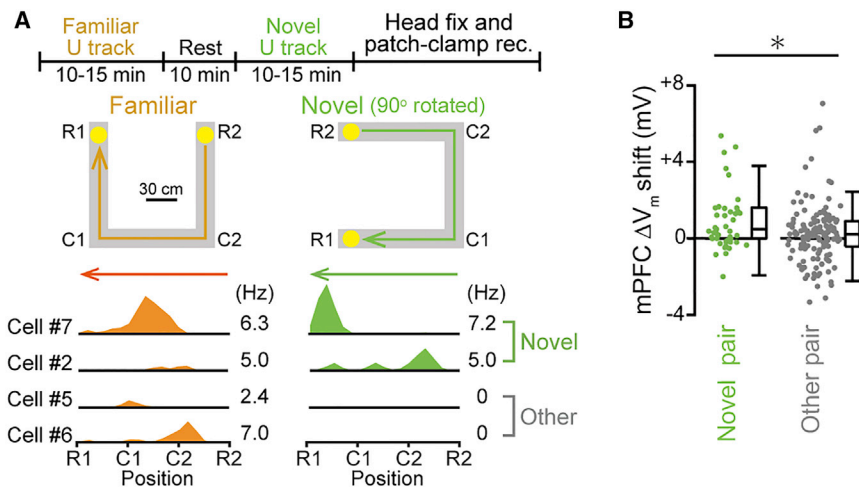 A
Familiar
U track
Rest
Novel
U track
Head fix and
patch-clamp rec.
10-15 min
10 min
10-15 min
Familiar
Novel (90° rotated)
R1
R2
30 cm
C1
C2
R2
C2
R1
C1
(Hz)
(Hz)
Cell #7
6.3
7.2
Cell #2
5.0
5.0
Novel
Cell #5
2.4
0
Cell #6
7.0
0
Other
R1
C1
C2
R2
Position
R1
C1
C2
R2
Position
B
*
mPFC ΔVm shift (mV)
+8
+4
0
-4
Novel pair
Other pair